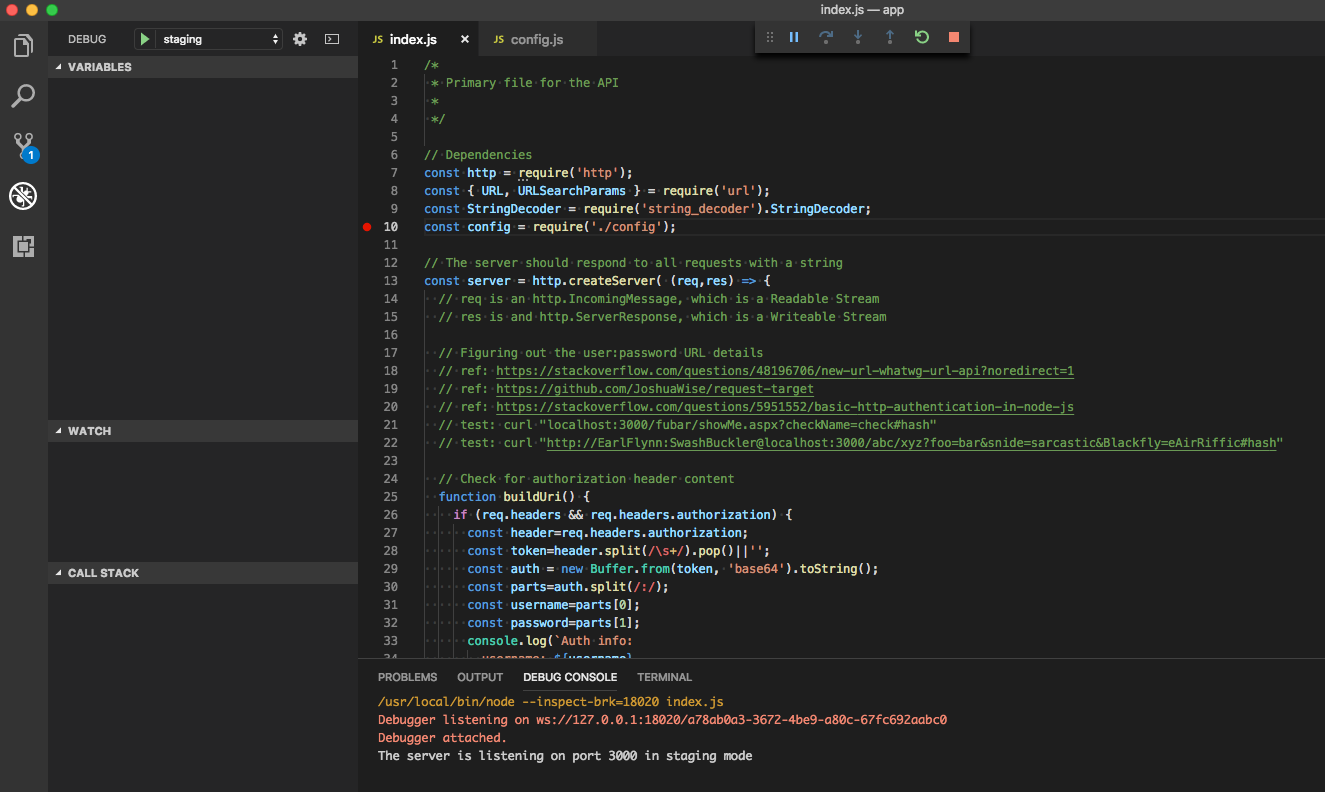 index.js — app
DEBUG
staging
VARIABLES
WATCH
CALL STACK
1
JS index.js ×
JS config.js
1 /*
2 * Primary file for the API
3 *
4 */
5
6 // Dependencies
7 const http = require('http');
8 const { URL, URLSearchParams } = require('url');
9 const StringDecoder = require('string_decoder').StringDecoder;
10 const config = require('./config');
11
12 // The server should respond to all requests with a string
13 const server = http.createServer( (req,res) => {
14 // req is an http.IncomingMessage, which is a Readable Stream
15 // res is and http.ServerResponse, which is a Writeable Stream
16
17 // Figuring out the user:password URL details
18 // ref: https://stackoverflow.com/questions/48196706/new-url-whatwg-url-api?noredirect=1
19 // ref: https://github.com/JoshuaWise/request-target
20 // ref: https://stackoverflow.com/questions/5951552/basic-http-authentication-in-node-js
21 // test: curl "localhost:3000/fubar/showMe.aspx?checkName=check#hash"
22 // test: curl "http://EarlFlynn:SwashBuckler@localhost:3000/abc/xyz?foo=bar&snide=sarcastic&Blackfly=eAirRiffic#hash"
23
24 // Check for authorization header content
25 function buildUri() {
26 if (req.headers && req.headers.authorization) {
27 const header=req.headers.authorization;
28 const token=header.split(/\s+/).pop()||'';
29 const auth = new Buffer.from(token, 'base64').toString();
30 const parts=auth.split(/:/);
31 const username=parts[0];
32 const password=parts[1];
33 console.log(`Auth info:
34 username: ${username}
PROBLEMS
OUTPUT
DEBUG CONSOLE
TERMINAL
/usr/local/bin/node --inspect-brk=18020 index.js
Debugger listening on ws://127.0.0.1:18020/a78ab0a3-3672-4be9-a80c-67fc692aabc0
Debugger attached.
The server is listening on port 3000 in staging mode